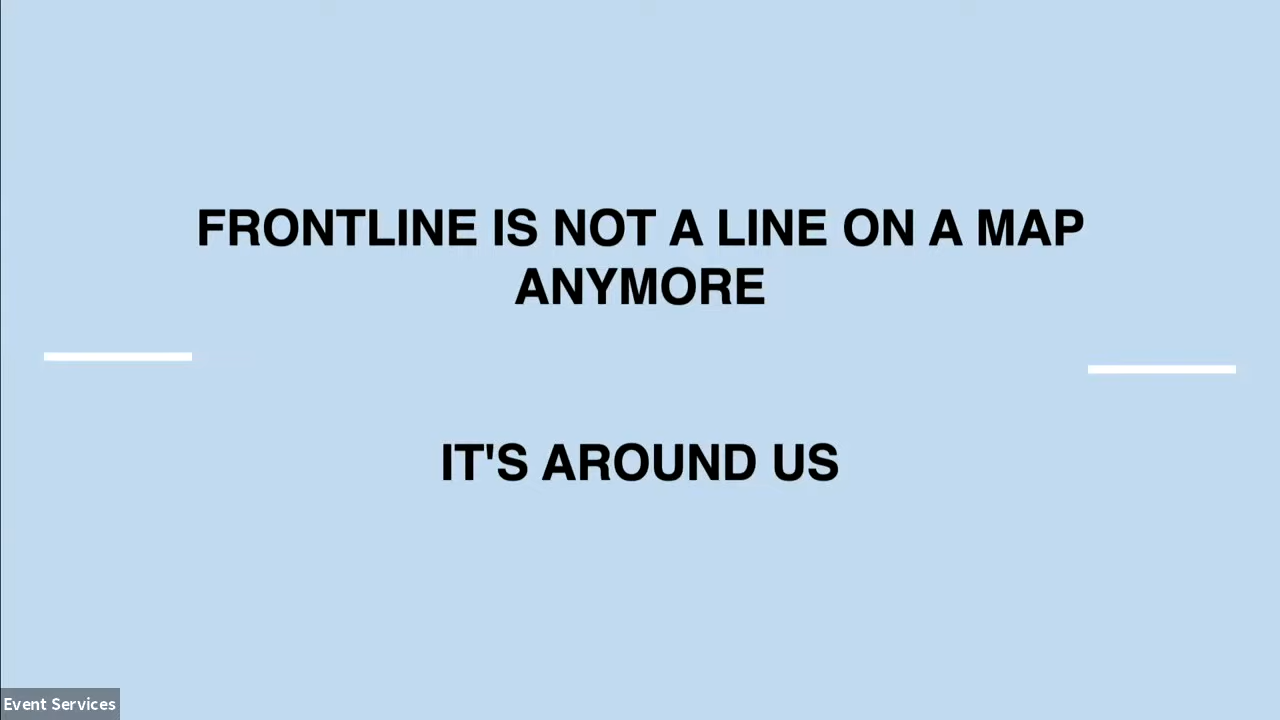 FRONTLINE IS NOT A LINE ON A MAP
ANYMORE
IT'S AROUND US
Event Services